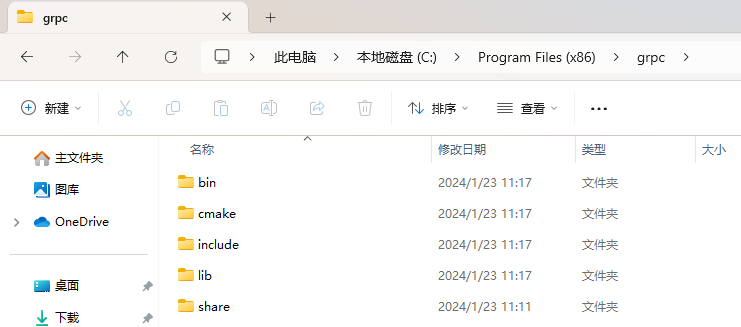 grpc
此电脑 本地磁盘 (C:) Program Files (x86) grpc
新建 排序 查看
名称 修改日期 类型 大小
主文件夹
图库
OneDrive
桌面
下载
bin 2024/1/23 11:17 文件夹
cmake 2024/1/23 11:17 文件夹
include 2024/1/23 11:17 文件夹
lib 2024/1/23 11:17 文件夹
share 2024/1/23 11:11 文件夹